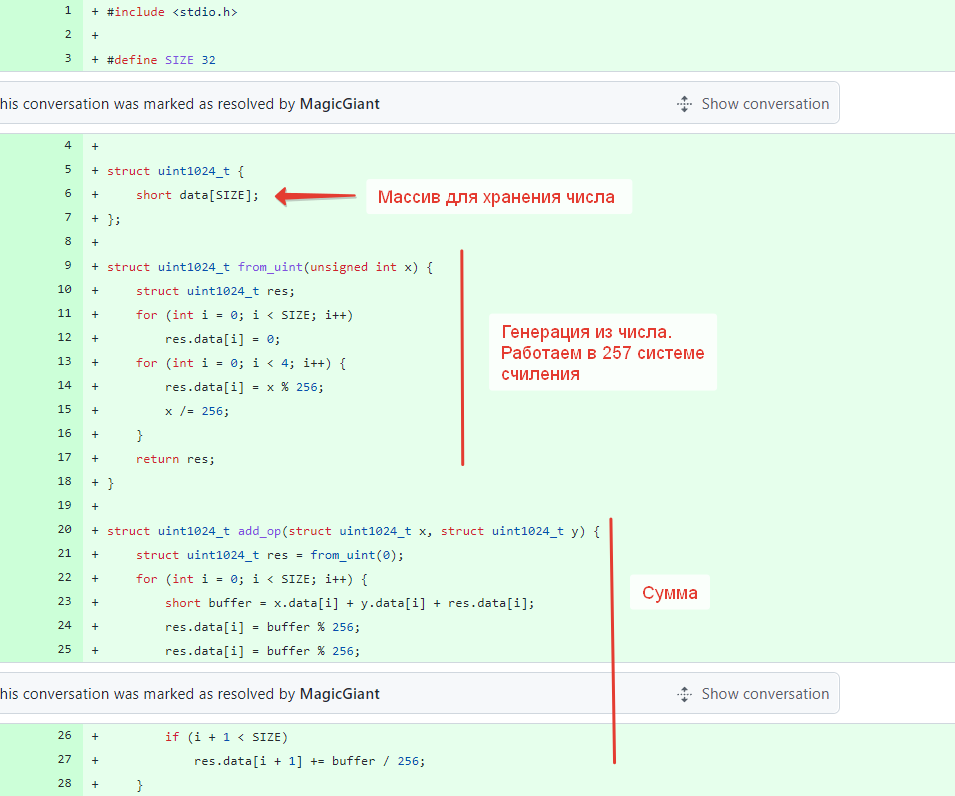 1 + #include <stdio.h>
2 +
3 + #define SIZE 32
his conversation was marked as resolved by MagicGiant Show conversation
4 +
5 + struct uint1024_t {
6 + short data[SIZE]; Массив для хранения числа
7 + };
8 +
9 + struct uint1024_t from_uint(unsigned int x) {
10 + struct uint1024_t res;
11 + for (int i = 0; i < SIZE; i++)
12 + res.data[i] = 0;
13 + for (int i = 0; i < 4; i++) {
14 + res.data[i] = x % 256;
15 + x /= 256;
16 + }
17 + return res;
18 + }
Генерация из числа.
Работаем в 257 системе
счиления
19 +
20 + struct uint1024_t add_op(struct uint1024_t x, struct uint1024_t y) {
21 + struct uint1024_t res = from_uint(0);
22 + for (int i = 0; i < SIZE; i++) {
23 + short buffer = x.data[i] + y.data[i] + res.data[i];
24 + res.data[i] = buffer % 256;
25 + res.data[i] = buffer % 256;
Сумма
his conversation was marked as resolved by MagicGiant Show conversation
26 + if (i + 1 < SIZE)
27 + res.data[i + 1] += buffer / 256;
28 + }